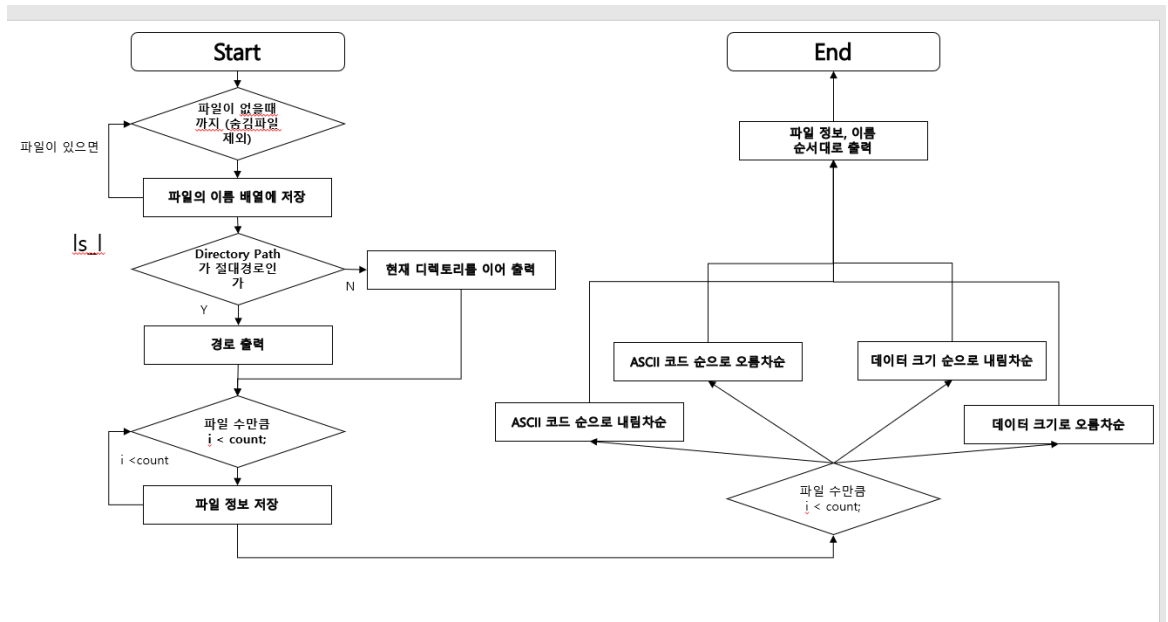 Start
파일이 없을때
까지 (숨김파일
제외)
파일이 있으면
파일의 이름 배열에 저장
ls_l
Directory Path
가 절대경로인
가
N
현재 디렉토리를 이어 출력
Y
경로 출력
파일 수만큼
i < count;
i <count
파일 정보 저장
End
파일 정보, 이름
순서대로 출력
ASCII 코드 순으로 오름차순
데이터 크기 순으로 내림차순
ASCII 코드 순으로 내림차순
데이터 크기로 오름차순
파일 수만큼
i < count;